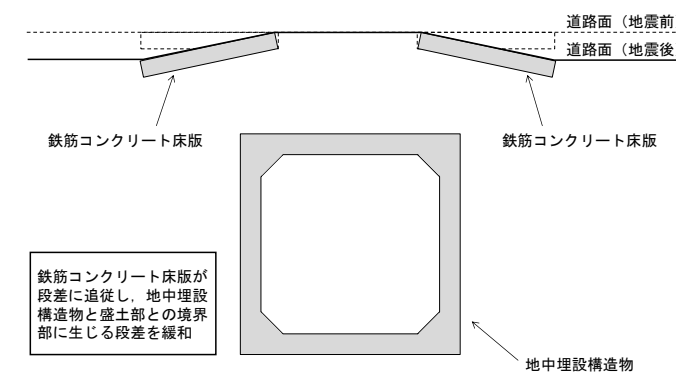 道路面（地震前
道路面（地震後
鉄筋コンクリート床版
鉄筋コンクリート床版
鉄筋コンクリート床版が
段差に追従し，地中埋設
構造物と盛土部との境界
部に生じる段差を緩和
地中埋設構造物